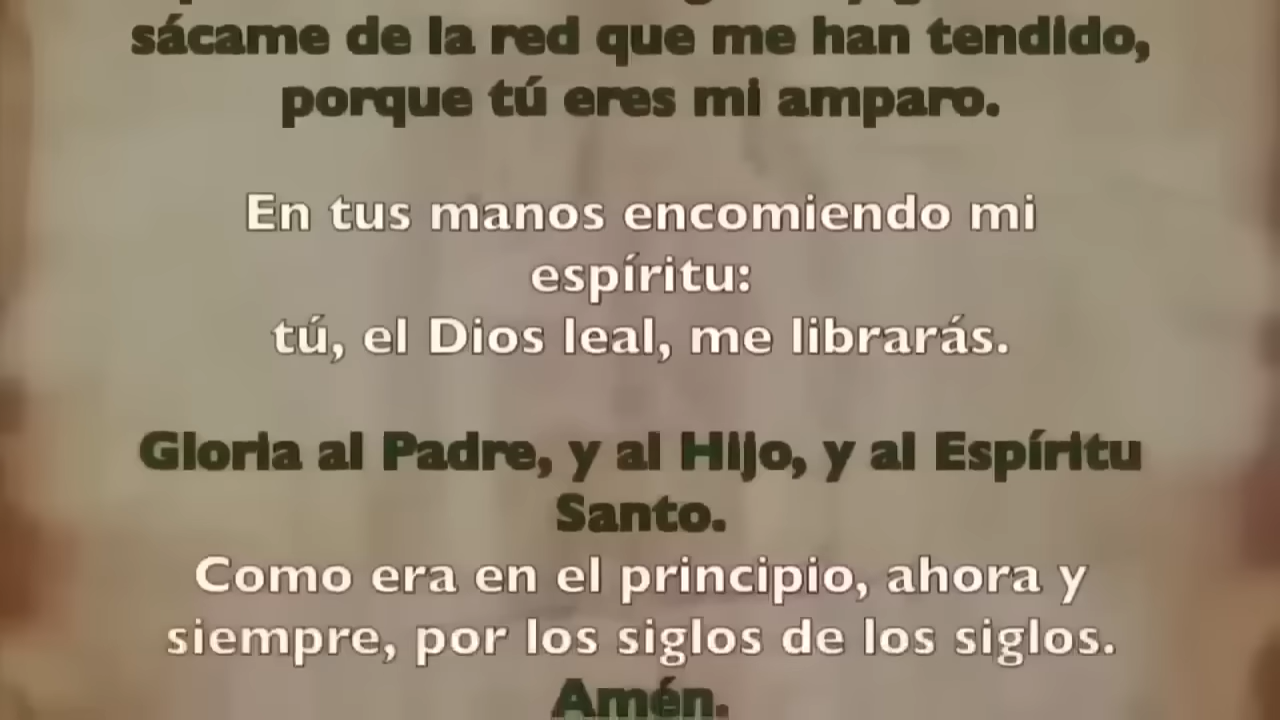 sácame de la red que me han tendido,
porque tú eres mi amparo.
En tus manos encomiendo mi
espíritu:
tú, el Dios leal, me librarás.
Gloria al Padre, y al Hijo, y al Espíritu
Santo.
Como era en el principio, ahora y
siempre, por los siglos de los siglos.
Amén.